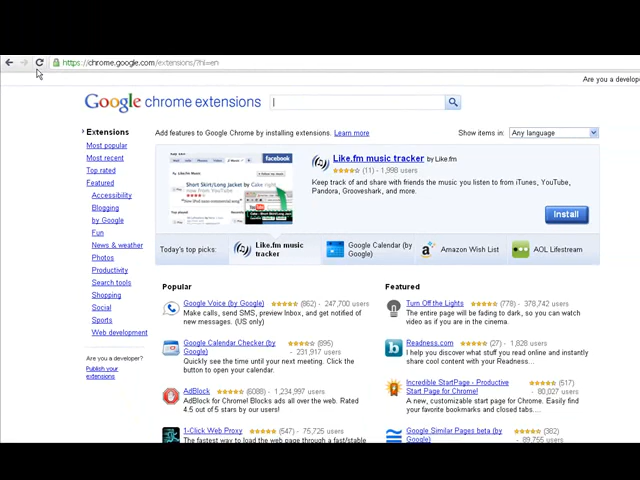 https://chrome.google.com/extensions/?hl=en
Are you a develop
Google chrome extensions
Extensions
Most popular
Most recent
Top rated
Featured
Accessibility
Blogging
by Google
Fun
News & weather
Photos
Productivity
Search tools
Shopping
Social
Sports
Web development
Are you a developer?
Publish your
extensions
Add features to Google Chrome by installing extensions. Learn more
Show items in: Any language
facebook
Short Skirt/Long Jacket by Cake
Like.fm music tracker by Like.fm
(11) - 1,998 users
Keep track of and share with friends the music you listen to from iTunes, YouTube,
Pandora, Grooveshark, and more.
Install
Today's top picks:
Like.fm music
tracker
Google Calendar (by
Google)
Amazon Wish List
AOL Lifestream
Popular
Google Voice (by Google) (862) - 247,700 users
Make calls, send SMS, preview Inbox, and get notified
of new messages. (US only)
Google Calendar Checker (by
Google) (895)
- 231,917 users
Quickly see the time until your next meeting. Click the
button to open your calendar.
AdBlock (6088) - 1,234,997 users
AdBlock for Chrome! Blocks ads all over the web. Rated
4.5 out of 5 stars by our users!
1-Click Web Proxy (547) - 75,725 users
The fastest way to load the web page through a fast/stable
Featured
Turn Off the Lights (778) - 378,742 users
The entire page will be fading to dark, so you can watch
video as if you are in the cinema.
Readness.com (27) - 1,828 users
I help you discover what stuff you read online and instantly
share cool content with your Readness...
Incredible StartPage - Productive
Start Page for Chrome! (517)
- 80,027 users
A new, customizable start page for Chrome. Easily find
your favorite bookmarks and closed tabs....
Google Similar Pages beta (by
Google) (382)
- 89,755 users